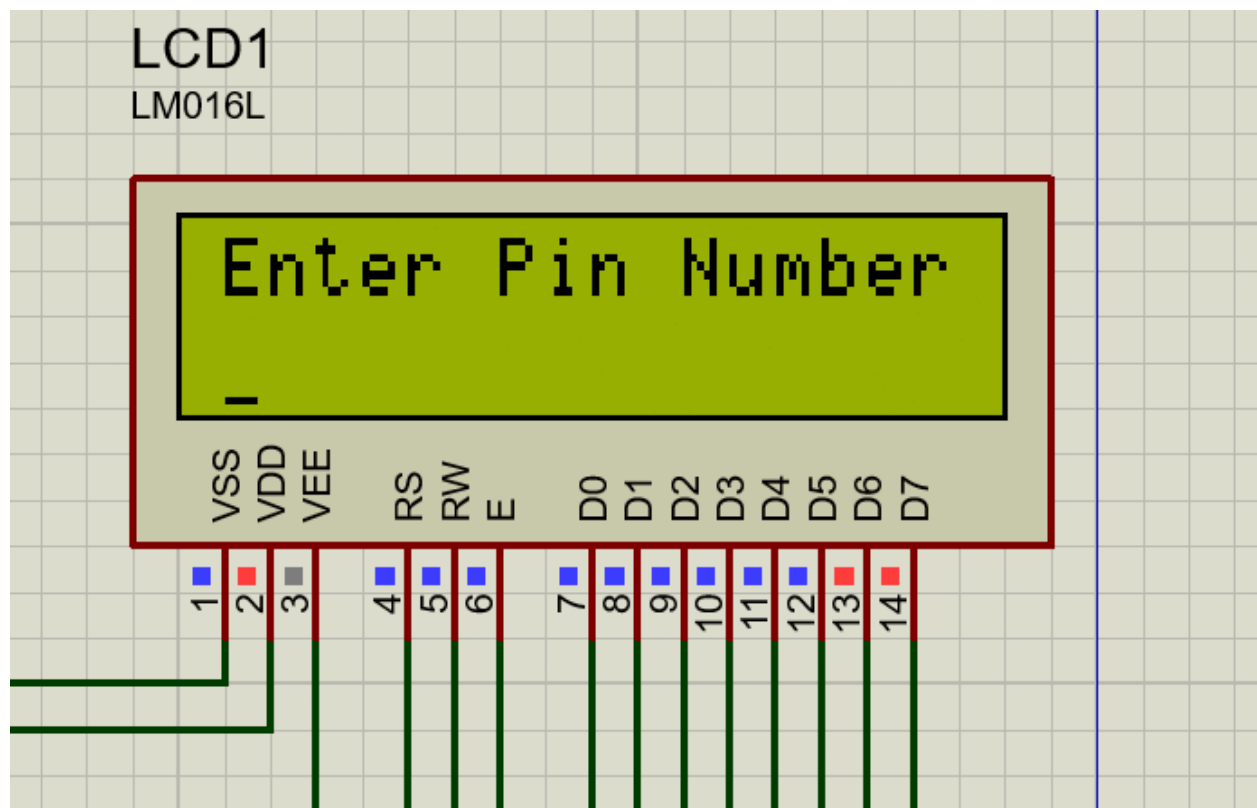 LCD1
LM016L
Enter Pin Number
_
VSS VDD VEE RS RW E D0 D1 D2 D3 D4 D5 D6 D7
1 2 3 4 5 6 7 8 9 10 11 12 13 14